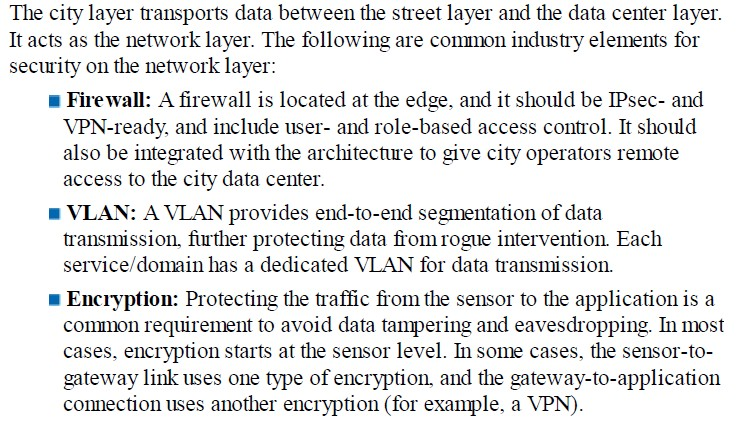 The city layer transports data between the street layer and the data center layer.
It acts as the network layer. The following are common industry elements for
security on the network layer:
Firewall: A firewall is located at the edge, and it should be IPsec- and
VPN-ready, and include user- and role-based access control. It should
also be integrated with the architecture to give city operators remote
access to the city data center.
VLAN: A VLAN provides end-to-end segmentation of data
transmission, further protecting data from rogue intervention. Each
service/domain has a dedicated VLAN for data transmission.
Encryption: Protecting the traffic from the sensor to the application is a
common requirement to avoid data tampering and eavesdropping. In most
cases, encryption starts at the sensor level. In some cases, the sensor-to-
gateway link uses one type of encryption, and the gateway-to-application
connection uses another encryption (for example, a VPN).